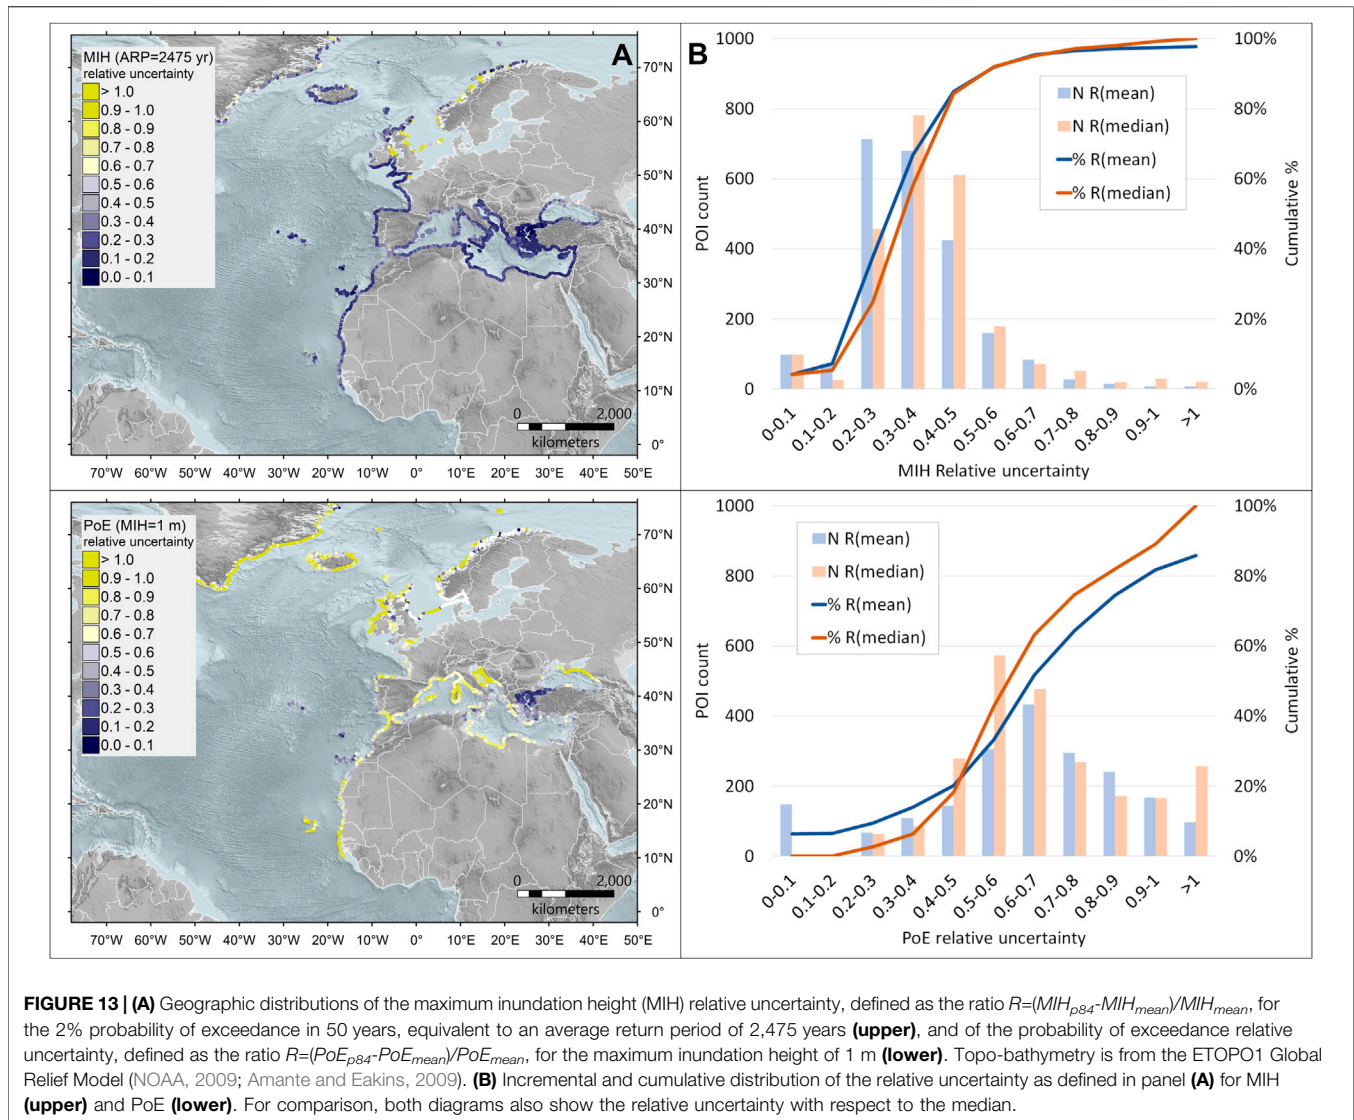 MIH (ARP=2475 yr)
relative uncertainty
> 1.0
0.9 - 1.0
0.8 - 0.9
0.7 - 0.8
0.6 - 0.7
0.5 - 0.6
0.4 - 0.5
0.3 - 0.4
0.2 - 0.3
0.1 - 0.2
0.0 - 0.1
A
70°N
60°N
50°N
40°N
30°N
20°N
10°N
0°
0 2,000
kilometers
70°W 60°W 50°W 40°W 30°W 20°W 10°W 0° 10°E 20°E 30°E 40°E 50°E
B
1000
800
600
400
200
0
POI count
N R(mean)
N R(median)
% R(mean)
% R(median)
100%
80%
60%
40%
20%
0%
Cumulative %
0-0.1 0.1-0.2 0.2-0.3 0.3-0.4 0.4-0.5 0.5-0.6 0.6-0.7 0.7-0.8 0.8-0.9 0.9-1 >1
MIH Relative uncertainty
PoE (MIH=1 m)
relative uncertainty
> 1.0
0.9 - 1.0
0.8 - 0.9
0.7 - 0.8
0.6 - 0.7
0.5 - 0.6
0.4 - 0.5
0.3 - 0.4
0.2 - 0.3
0.1 - 0.2
0.0 - 0.1
70°N
60°N
50°N
40°N
30°N
20°N
10°N
0°
0 2,000
kilometers
70°W 60°W 50°W 40°W 30°W 20°W 10°W 0° 10°E 20°E 30°E 40°E 50°E
1000
800
600
400
200
0
POI count
N R(mean)
N R(median)
% R(mean)
% R(median)
100%
80%
60%
40%
20%
0%
Cumulative %
0-0.1 0.1-0.2 0.2-0.3 0.3-0.4 0.4-0.5 0.5-0.6 0.6-0.7 0.7-0.8 0.8-0.9 0.9-1 >1
PoE relative uncertainty
FIGURE 13 | (A) Geographic distributions of the maximum inundation height (MIH) relative uncertainty, defined as the ratio R=(MIHp84-MIHmean)/MIHmean, for
the 2% probability of exceedance in 50 years, equivalent to an average return period of 2,475 years (upper), and of the probability of exceedance relative
uncertainty, defined as the ratio R=(PoEp84-PoEmean)/PoEmean, for the maximum inundation height of 1 m (lower). Topo-bathymetry is from the ETOPO1 Global
Relief Model (NOAA, 2009; Amante and Eakins, 2009). (B) Incremental and cumulative distribution of the relative uncertainty as defined in panel (A) for MIH
(upper) and PoE (lower). For comparison, both diagrams also show the relative uncertainty with respect to the median.